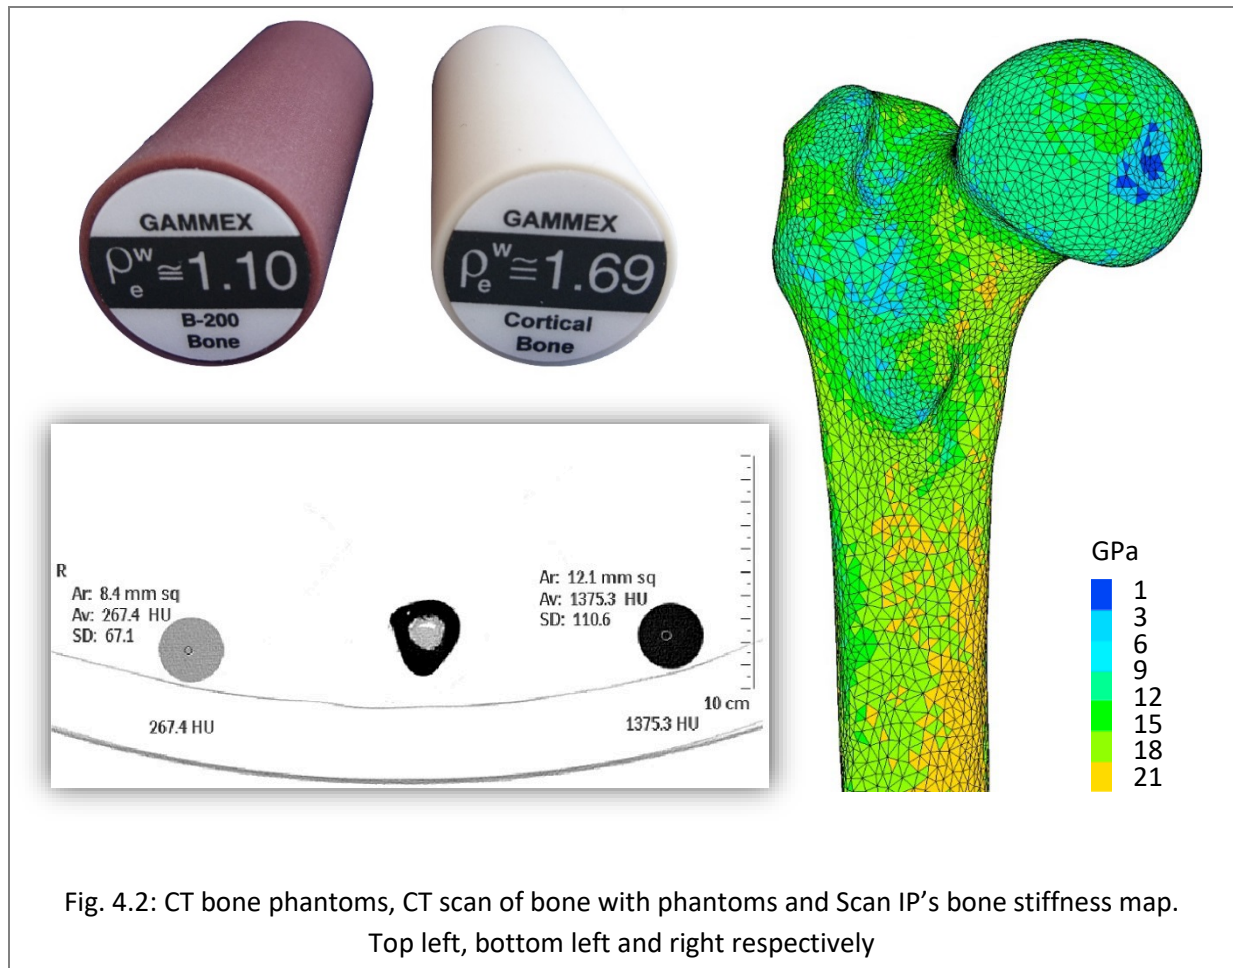 GAMMEX
ρₑʷ ≅ 1.10
B-200
Bone
GAMMEX
ρₑʷ ≅ 1.69
Cortical
Bone
R
Ar: 8.4 mm sq
Av: 267.4 HU
SD: 67.1
267.4 HU
Ar: 12.1 mm sq
Av: 1375.3 HU
SD: 110.6
10 cm
1375.3 HU
GPa
1
3
6
9
12
15
18
21
Fig. 4.2: CT bone phantoms, CT scan of bone with phantoms and Scan IP’s bone stiffness map.
Top left, bottom left and right respectively